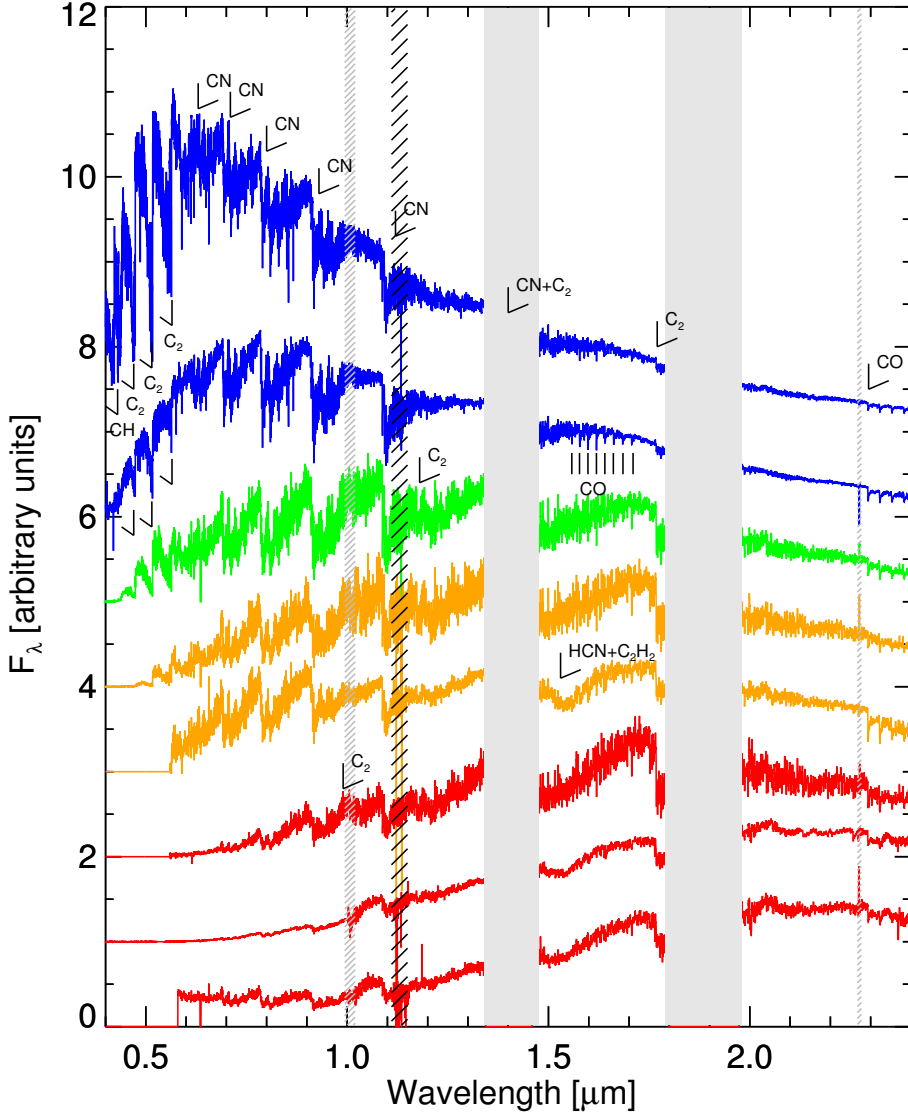 12
10
8
6
4
2
0
F_λ [arbitrary units]
CN
CN
CN
CN
CN
CN+C₂
C₂
CO
C₂
C₂
C₂
CH
C₂
CO
HCN+C₂H₂
C₂
0.5
1.0
1.5
2.0
Wavelength [μm]